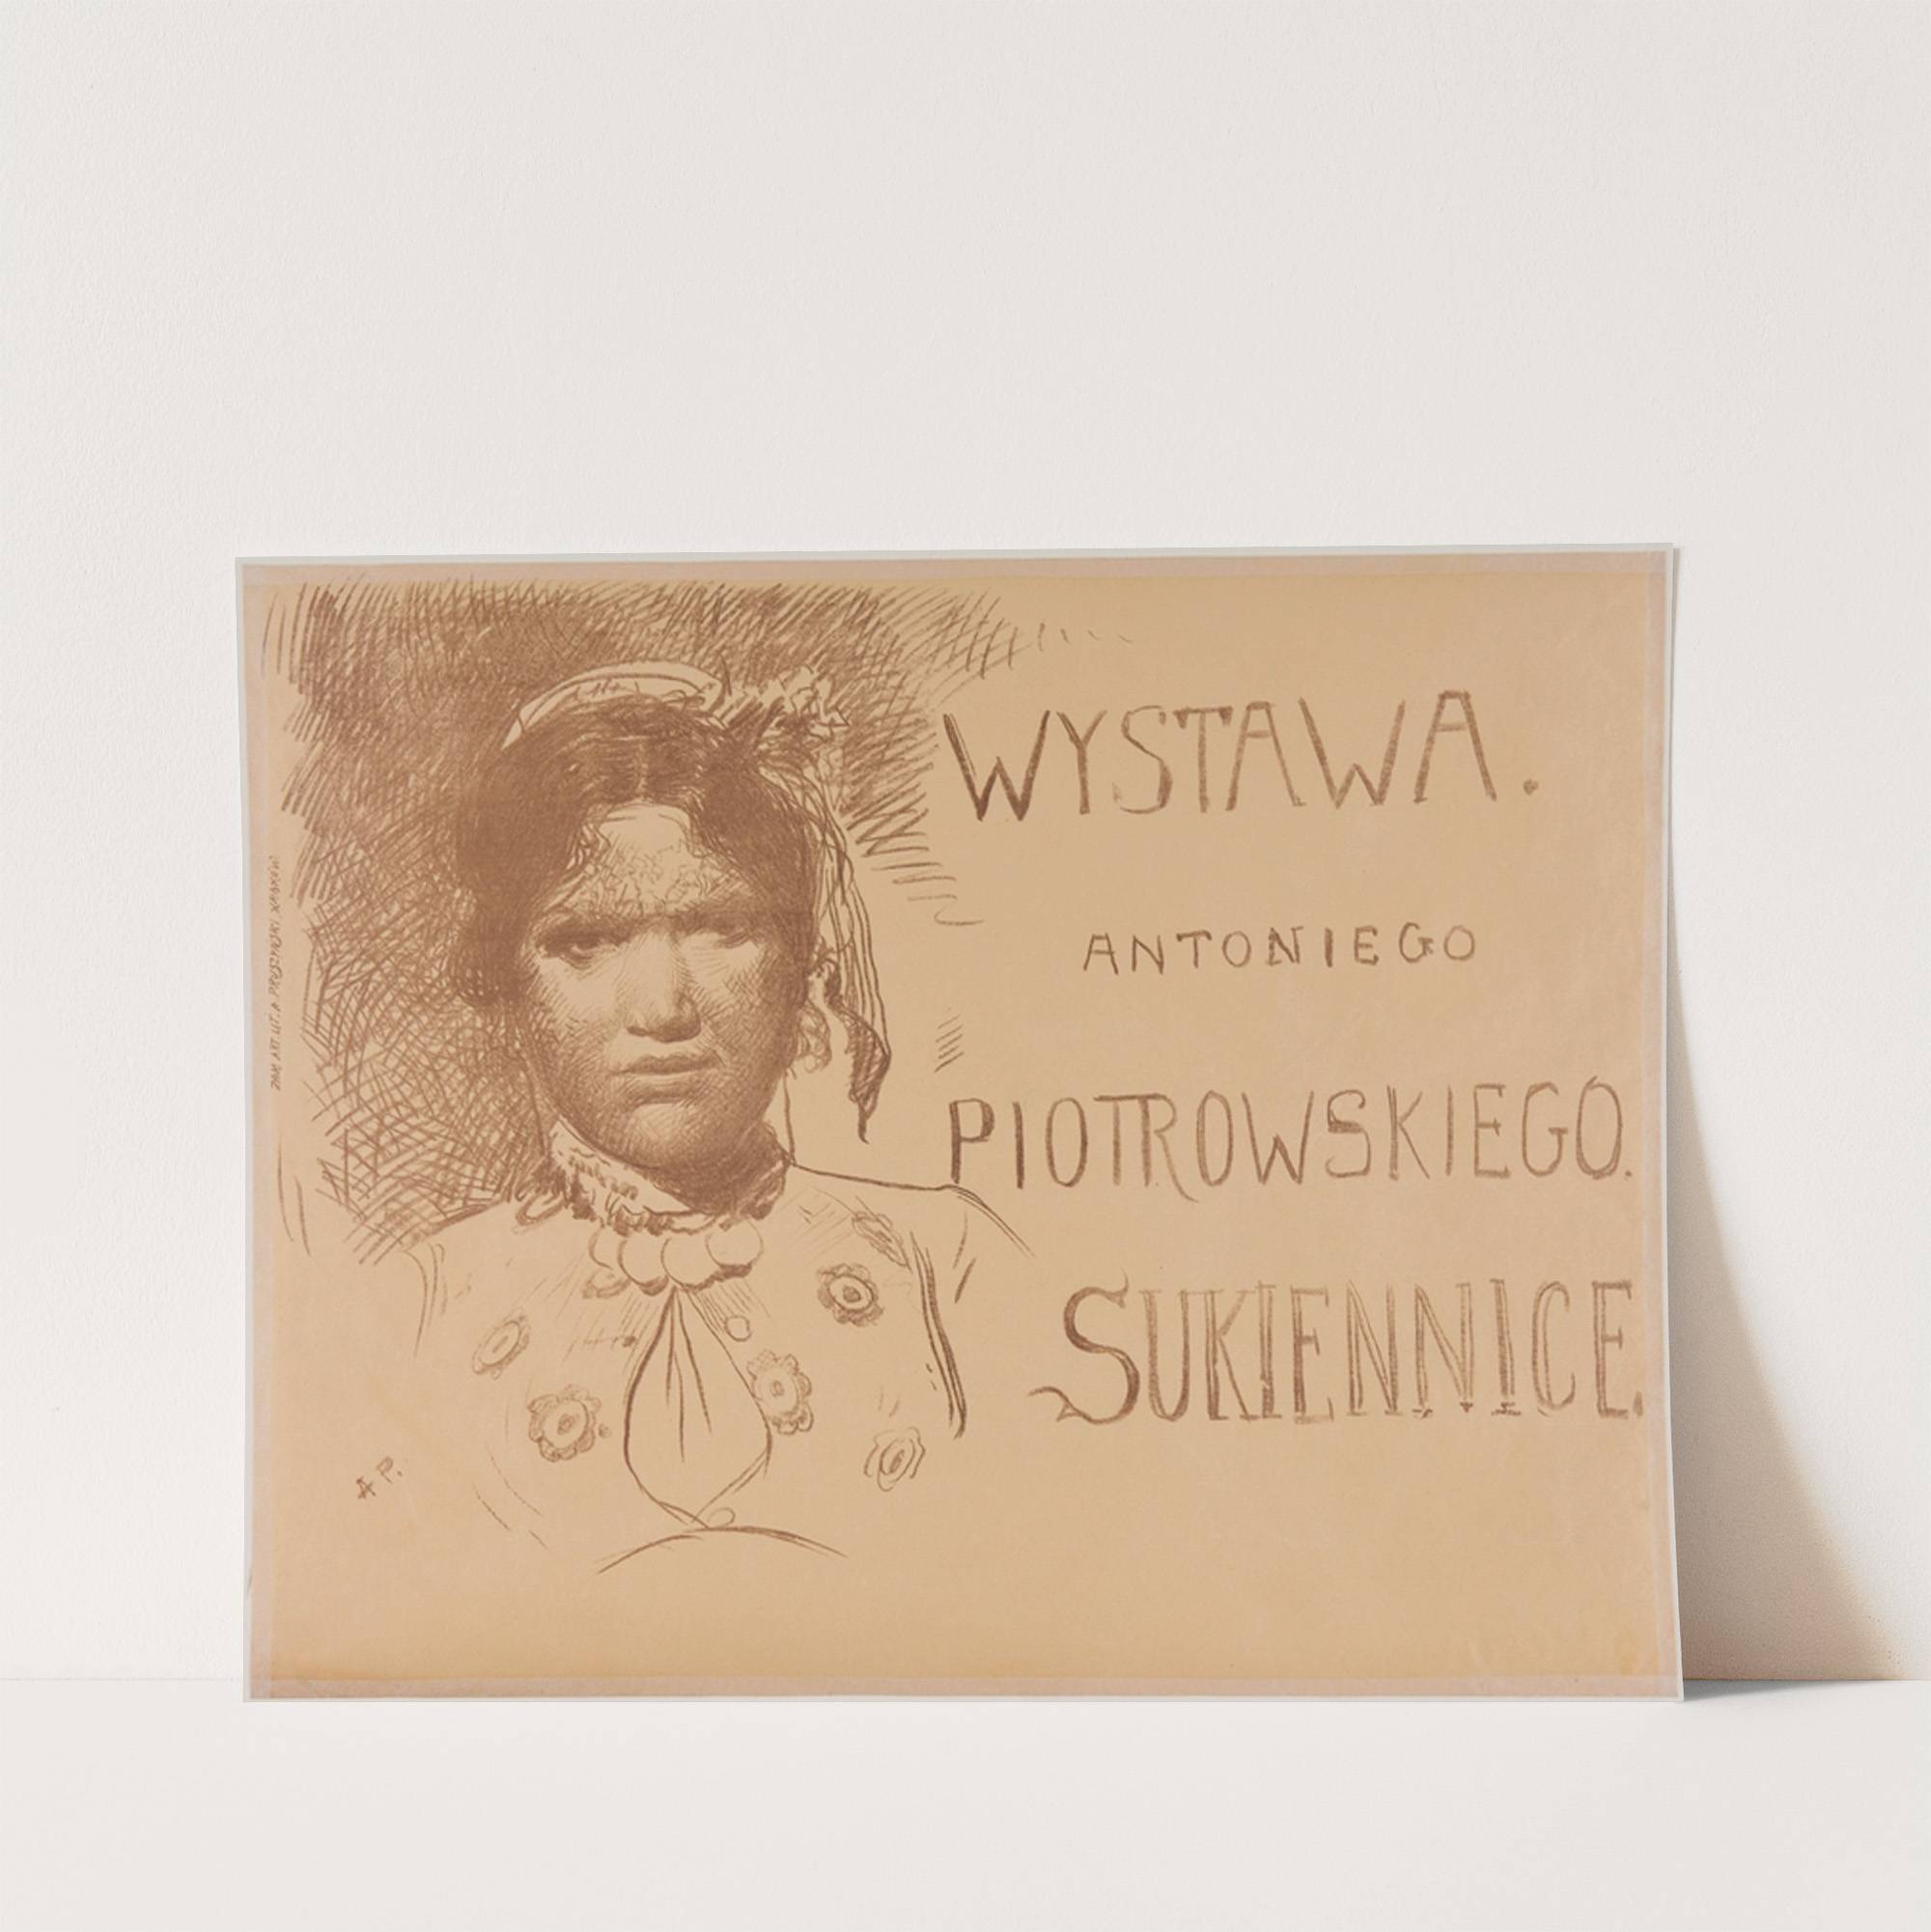 WYSTAWA.
ANTONIEGO
PIOTROWSKIEGO.
SUKIENNICE.
A P.